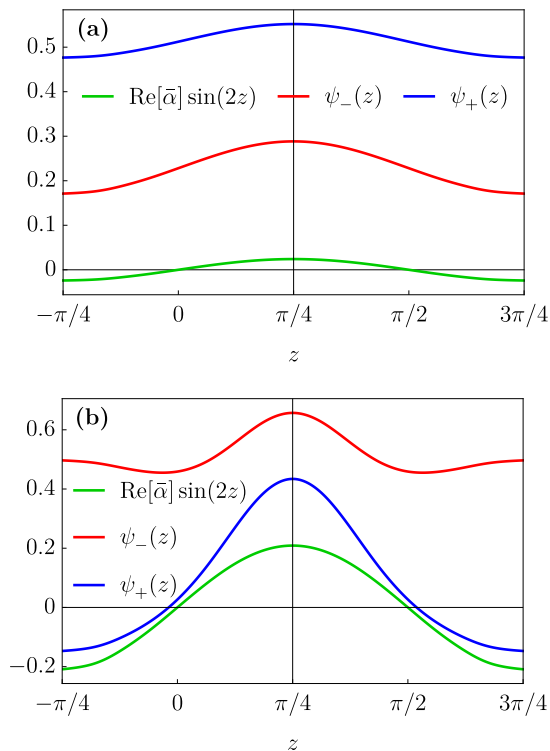 (a)
0.5
0.4
Re[ᾱ] sin(2z) ψ₋(z) ψ₊(z)
0.3
0.2
0.1
0
−π/4 0 π/4 π/2 3π/4
z
(b)
0.6
0.4
Re[ᾱ] sin(2z)
ψ₋(z)
0.2
ψ₊(z)
0
−0.2
−π/4 0 π/4 π/2 3π/4
z